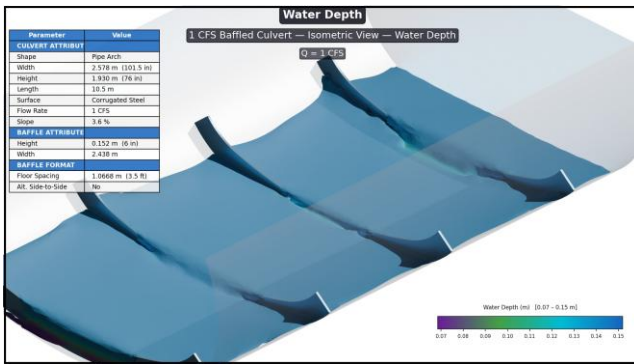 Water Depth
1 CFS Baffled Culvert — Isometric View — Water Depth
Q = 1 CFS
Parameter Value
CULVERT ATTRIBUT
Shape Pipe Arch
Width 2.578 m (101.5 in)
Height 1.930 m (76 in)
Length 10.5 m
Surface Corrugated Steel
Flow Rate 1 CFS
Slope 3.6 %
BAFFLE ATTRIBUTE
Height 0.152 m (6 in)
Width 2.438 m
BAFFLE FORMAT
Floor Spacing 1.0668 m (3.5 ft)
Alt. Side-to-Side No
Water Depth (m) [0.07 – 0.15 m]
0.07 0.08 0.09 0.10 0.11 0.12 0.13 0.14 0.15